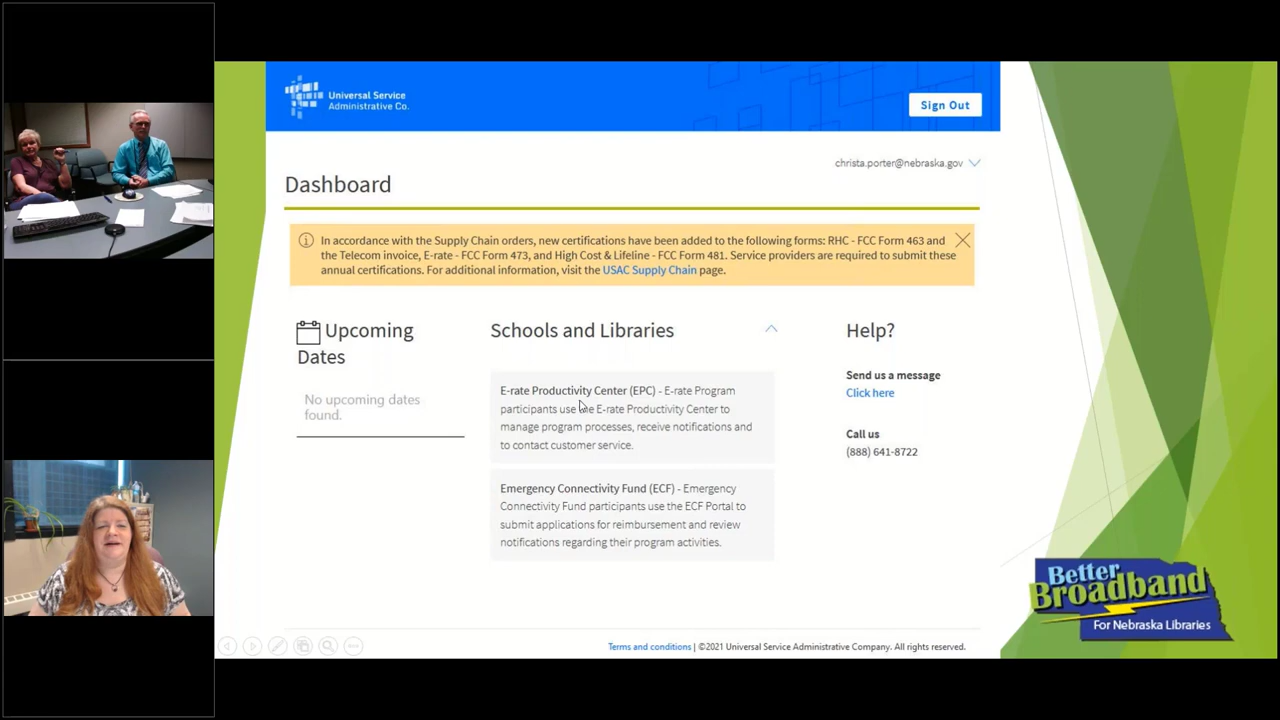 Universal Service
Administrative Co.
Sign Out
christa.porter@nebraska.gov
Dashboard
In accordance with the Supply Chain orders, new certifications have been added to the following forms: RHC - FCC Form 463 and
the Telecom invoice, E-rate - FCC Form 473, and High Cost & Lifeline - FCC Form 481. Service providers are required to submit these
annual certifications. For additional information, visit the USAC Supply Chain page.
Upcoming
Dates
No upcoming dates
found.
Schools and Libraries
E-rate Productivity Center (EPC) - E-rate Program
participants use the E-rate Productivity Center to
manage program processes, receive notifications and
to contact customer service.
Emergency Connectivity Fund (ECF) - Emergency
Connectivity Fund participants use the ECF Portal to
submit applications for reimbursement and review
notifications regarding their program activities.
Help?
Send us a message
Click here
Call us
(888) 641-8722
Better
Broadband
For Nebraska Libraries
Terms and conditions | ©2021 Universal Service Administrative Company. All rights reserved.